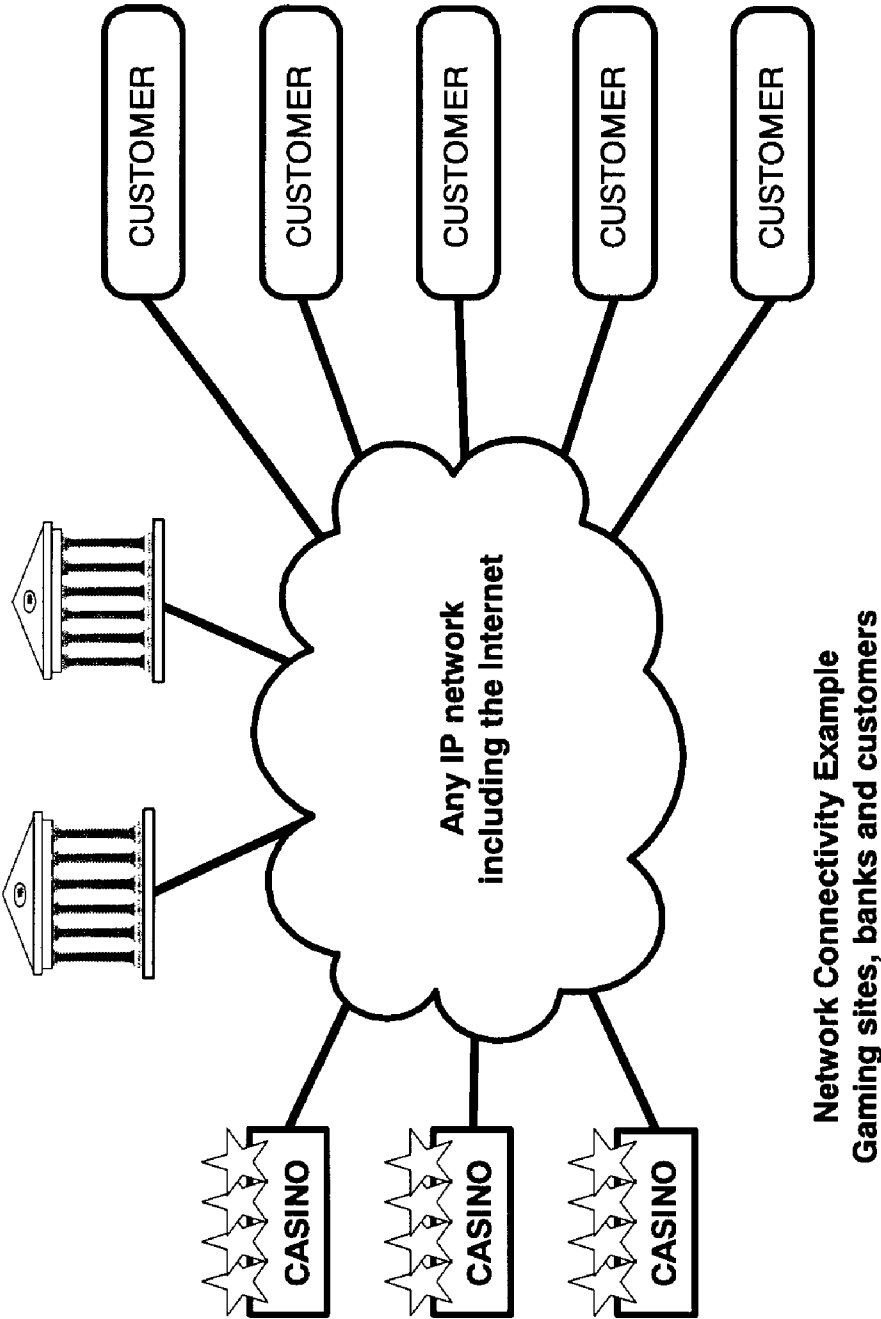 CASINO
CASINO
CASINO
Any IP network
including the Internet
CUSTOMER
CUSTOMER
CUSTOMER
CUSTOMER
CUSTOMER
Network Connectivity Example
Gaming sites, banks and customers